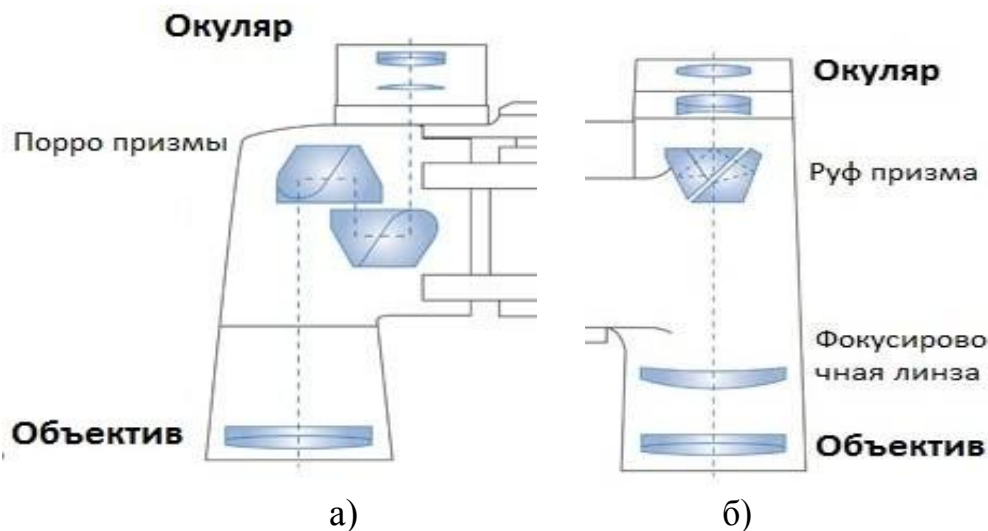 Окуляр
Порро призмы
Объектив
а)
Окуляр
Руф призма
Фокусирово
чная линза
Объектив
б)